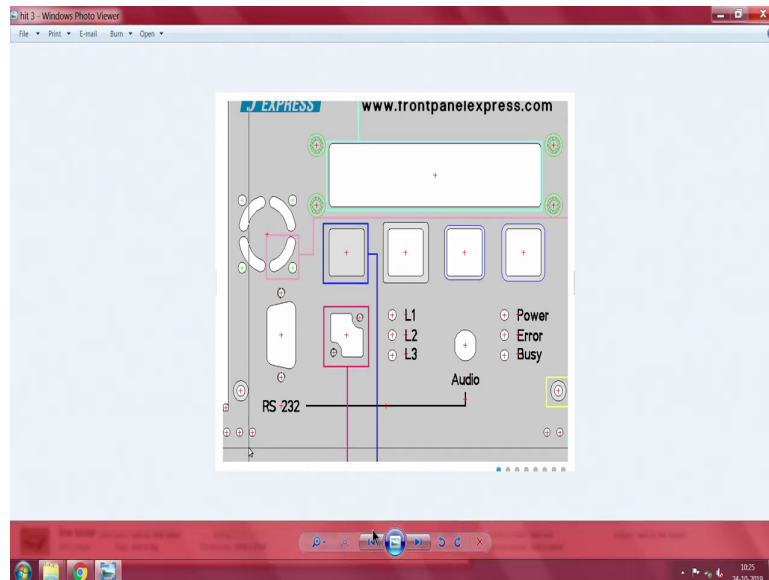 hit 3 - Windows Photo Viewer
File Print E-mail Burn Open
EXPRESS www.frontpanelexpress.com
L1
L2
L3
Power
Error
Busy
Audio
RS-232
10:25
24-10-2019